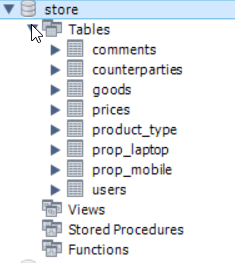 store
Tables
comments
counterparties
goods
prices
product_type
prop_laptop
prop_mobile
users
Views
Stored Procedures
Functions